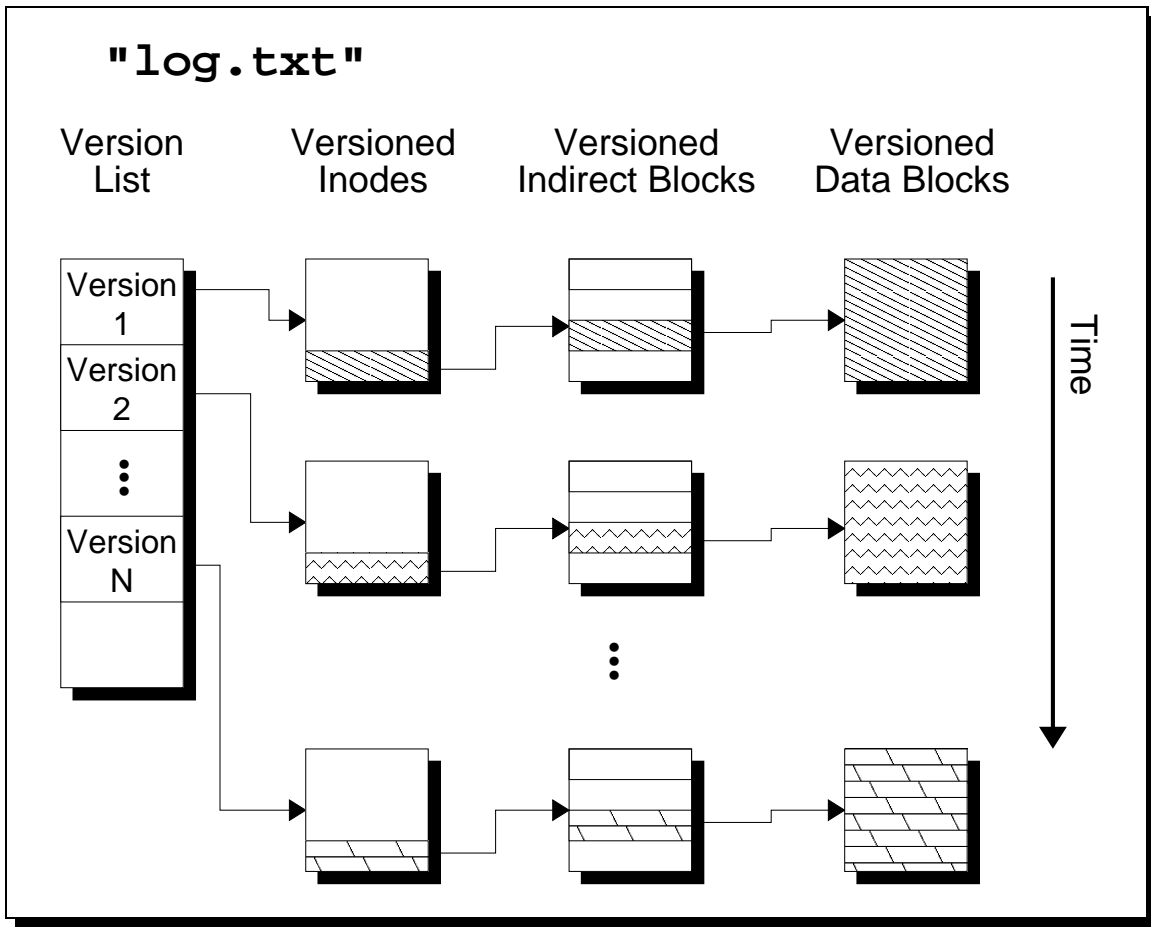 "log.txt"
Version
List
Versioned
Inodes
Versioned
Indirect Blocks
Versioned
Data Blocks
Version
1
Version
2
Version
N
Time